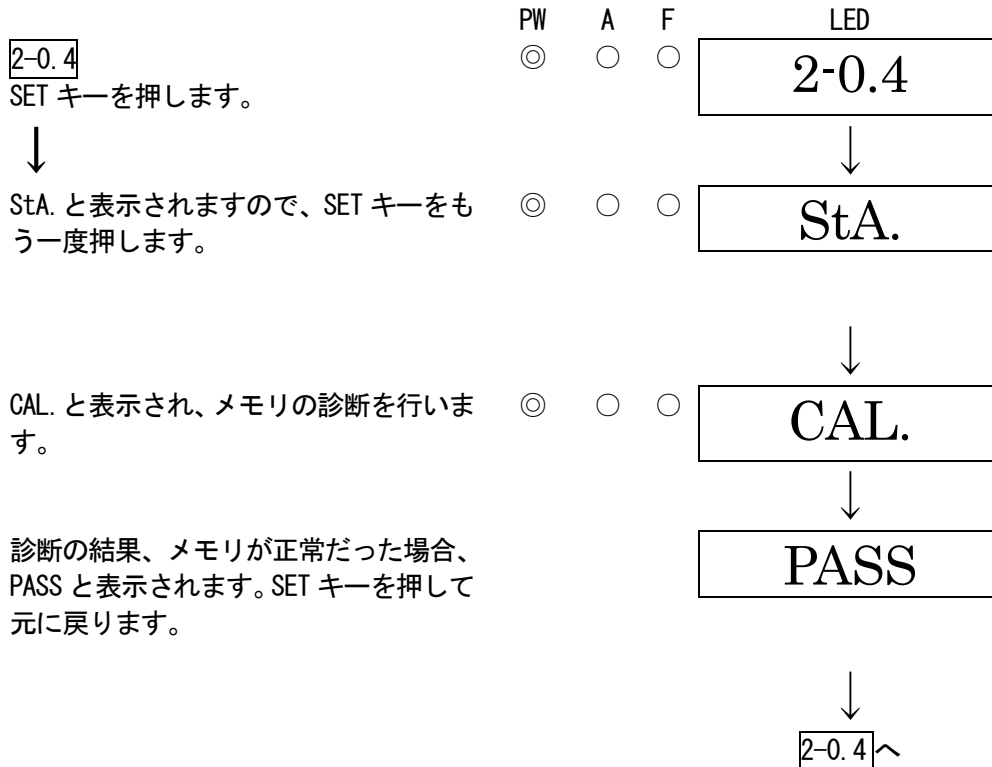 PW A F LED
2-0.4 ◎ ○ ○ 2-0.4
SET キーを押します。
↓ ↓
StA. と表示されますので、SET キーをも ◎ ○ ○ StA.
う一度押します。
↓
CAL. と表示され、メモリの診断を行いま ◎ ○ ○ CAL.
す。
↓
診断の結果、メモリが正常だった場合、 PASS
PASS と表示されます。SET キーを押して
元に戻ります。
↓
2-0.4 へ